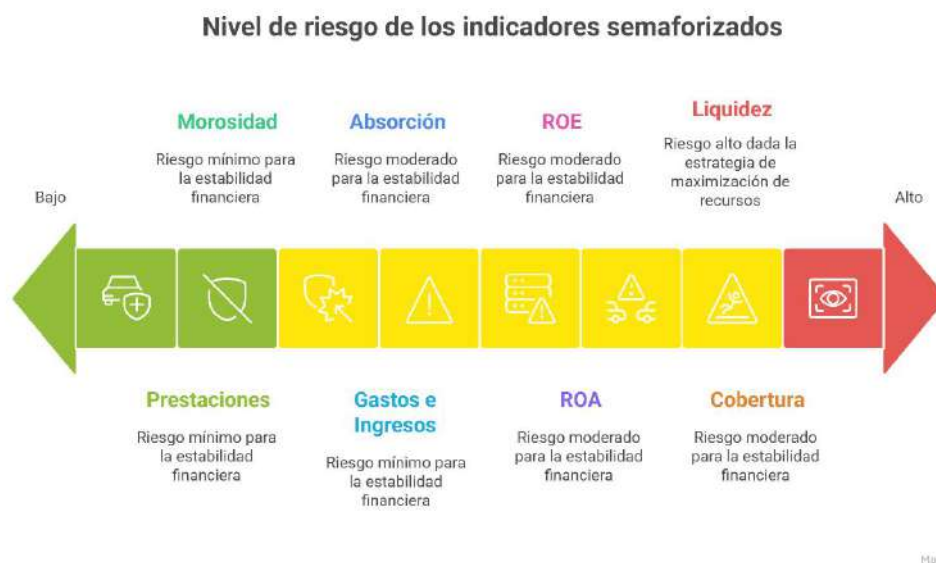 Nivel de riesgo de los indicadores semaforizados
Morosidad
Riesgo mínimo para
la estabilidad
financiera
Absorción
Riesgo moderado
para la estabilidad
financiera
ROE
Riesgo moderado
para la estabilidad
financiera
Liquidez
Riesgo alto dada la
estrategia de
maximización de
recursos
Bajo
Alto
Prestaciones
Riesgo mínimo para
la estabilidad
financiera
Gastos e
Ingresos
Riesgo mínimo para
la estabilidad
financiera
ROA
Riesgo moderado
para la estabilidad
financiera
Cobertura
Riesgo moderado
para la estabilidad
financiera